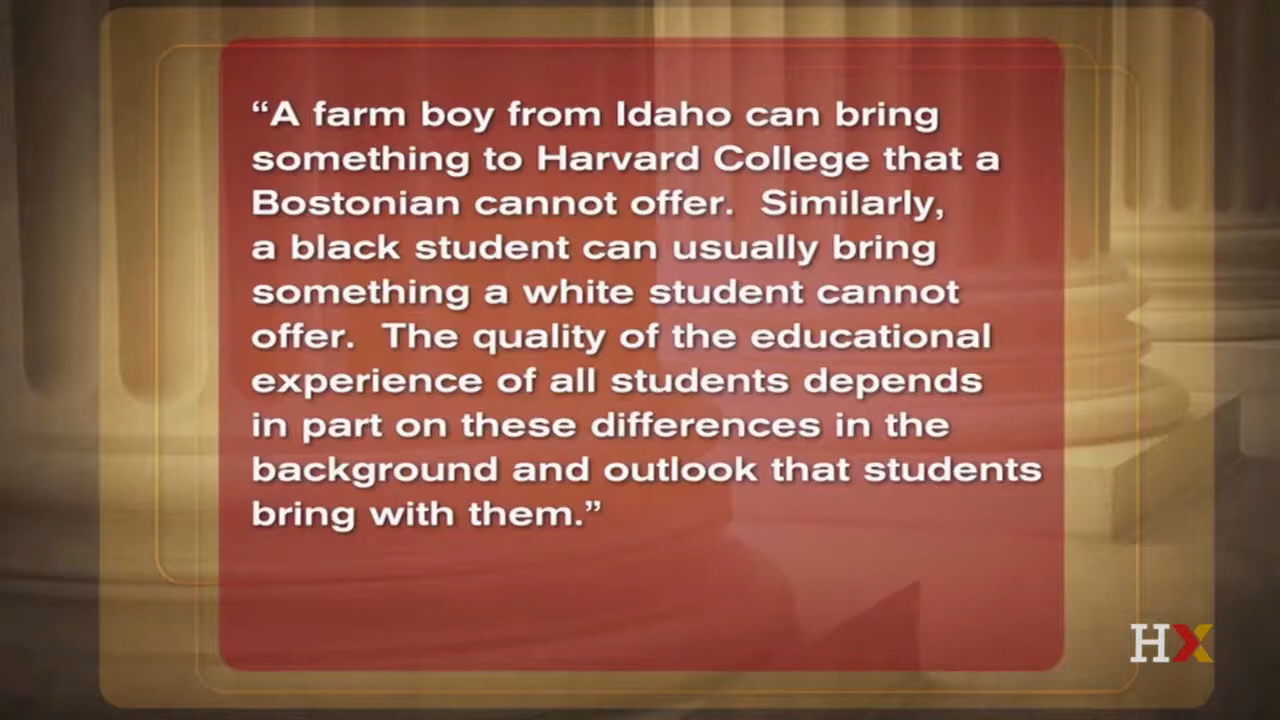 “A farm boy from Idaho can bring
something to Harvard College that a
Bostonian cannot offer.  Similarly,
a black student can usually bring
something a white student cannot
offer.  The quality of the educational
experience of all students depends
in part on these differences in the
background and outlook that students
bring with them.”
HX